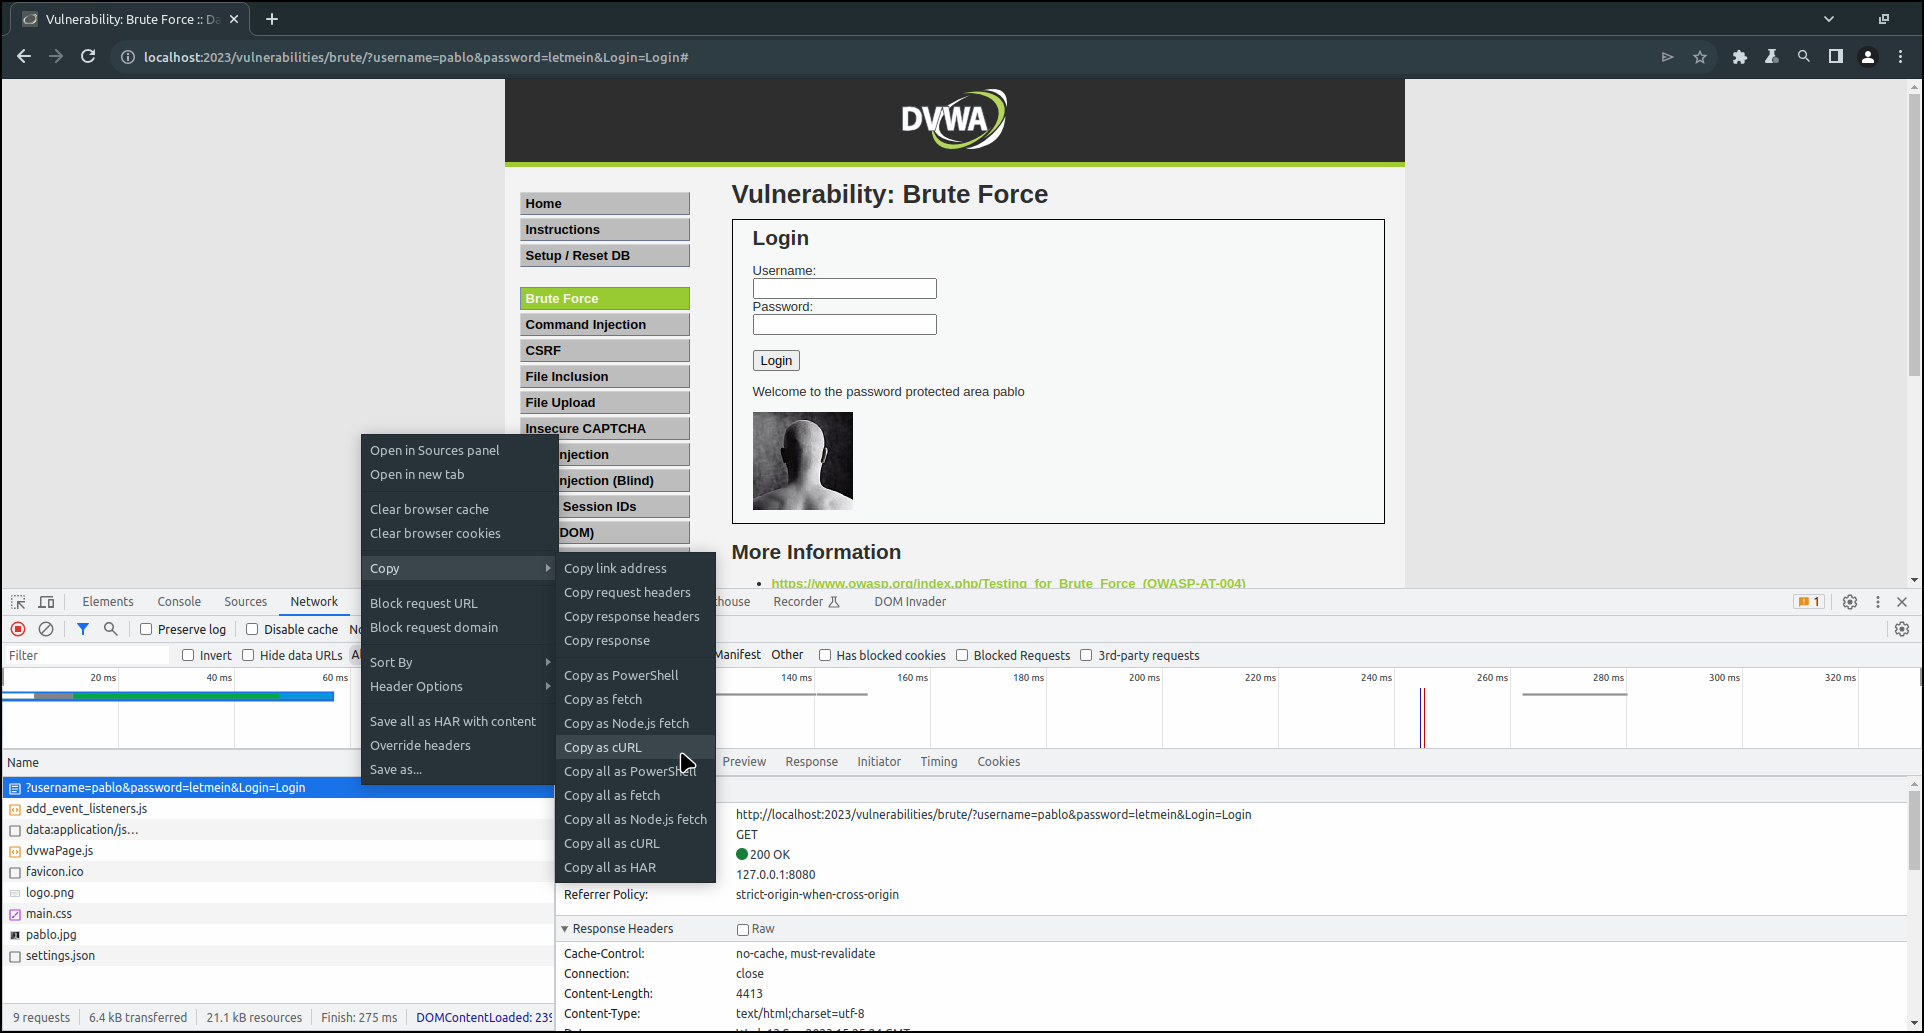 Vulnerability: Brute Force :: Da
localhost:2023/vulnerabilities/brute/?username=pablo&password=letmein&Login=Login#
DVWA
Home
Instructions
Setup / Reset DB
Brute Force
Command Injection
CSRF
File Inclusion
File Upload
Insecure CAPTCHA
njection
njection (Blind)
Session IDs
DOM)
Vulnerability: Brute Force
Login
Username:
Password:
Login
Welcome to the password protected area pablo
More Information
https://www.owasp.org/index.php/Testing_for_Brute_Force_(OWASP-AT-004)
Open in Sources panel
Open in new tab
Clear browser cache
Clear browser cookies
Copy
Block request URL
Block request domain
Sort By
Header Options
Save all as HAR with content
Override headers
Save as...
Copy link address
Copy request headers
Copy response headers
Copy response
Copy as PowerShell
Copy as fetch
Copy as Node.js fetch
Copy as cURL
Copy all as PowerShell
Copy all as fetch
Copy all as Node.js fetch
Copy all as cURL
Copy all as HAR
Elements Console Sources Network thouse Recorder DOM Invader 1
Preserve log Disable cache No
Filter Invert Hide data URLs Al Manifest Other Has blocked cookies Blocked Requests 3rd-party requests
20 ms 40 ms 60 ms 140 ms 160 ms 180 ms 200 ms 220 ms 240 ms 260 ms 280 ms 300 ms 320 ms
Name
?username=pablo&password=letmein&Login=Login
add_event_listeners.js
data:application/js…
dvwaPage.js
favicon.ico
logo.png
main.css
pablo.jpg
settings.json
9 requests 6.4 kB transferred 21.1 kB resources Finish: 275 ms DOMContentLoaded: 239
Preview Response Initiator Timing Cookies
http://localhost:2023/vulnerabilities/brute/?username=pablo&password=letmein&Login=Login
GET
200 OK
127.0.0.1:8080
Referrer Policy: strict-origin-when-cross-origin
Response Headers Raw
Cache-Control: no-cache, must-revalidate
Connection: close
Content-Length: 4413
Content-Type: text/html;charset=utf-8